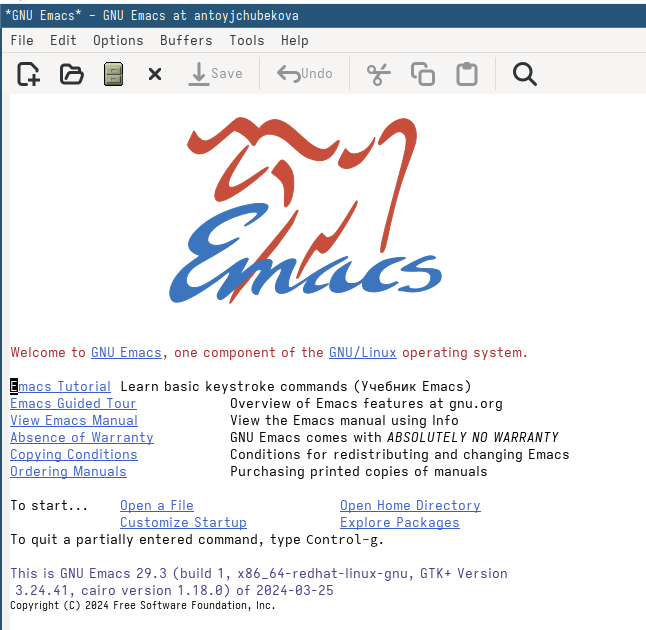 *GNU Emacs* - GNU Emacs at antoyjchubekova
File Edit Options Buffers Tools Help
Save Undo
Emacs
Welcome to GNU Emacs, one component of the GNU/Linux operating system.
Emacs Tutorial Learn basic keystroke commands (Учебник Emacs)
Emacs Guided Tour Overview of Emacs features at gnu.org
View Emacs Manual View the Emacs manual using Info
Absence of Warranty GNU Emacs comes with ABSOLUTELY NO WARRANTY
Copying Conditions Conditions for redistributing and changing Emacs
Ordering Manuals Purchasing printed copies of manuals
To start... Open a File Open Home Directory
Customize Startup Explore Packages
To quit a partially entered command, type Control-g.
This is GNU Emacs 29.3 (build 1, x86_64-redhat-linux-gnu, GTK+ Version
3.24.41, cairo version 1.18.0) of 2024-03-25
Copyright (C) 2024 Free Software Foundation, Inc.